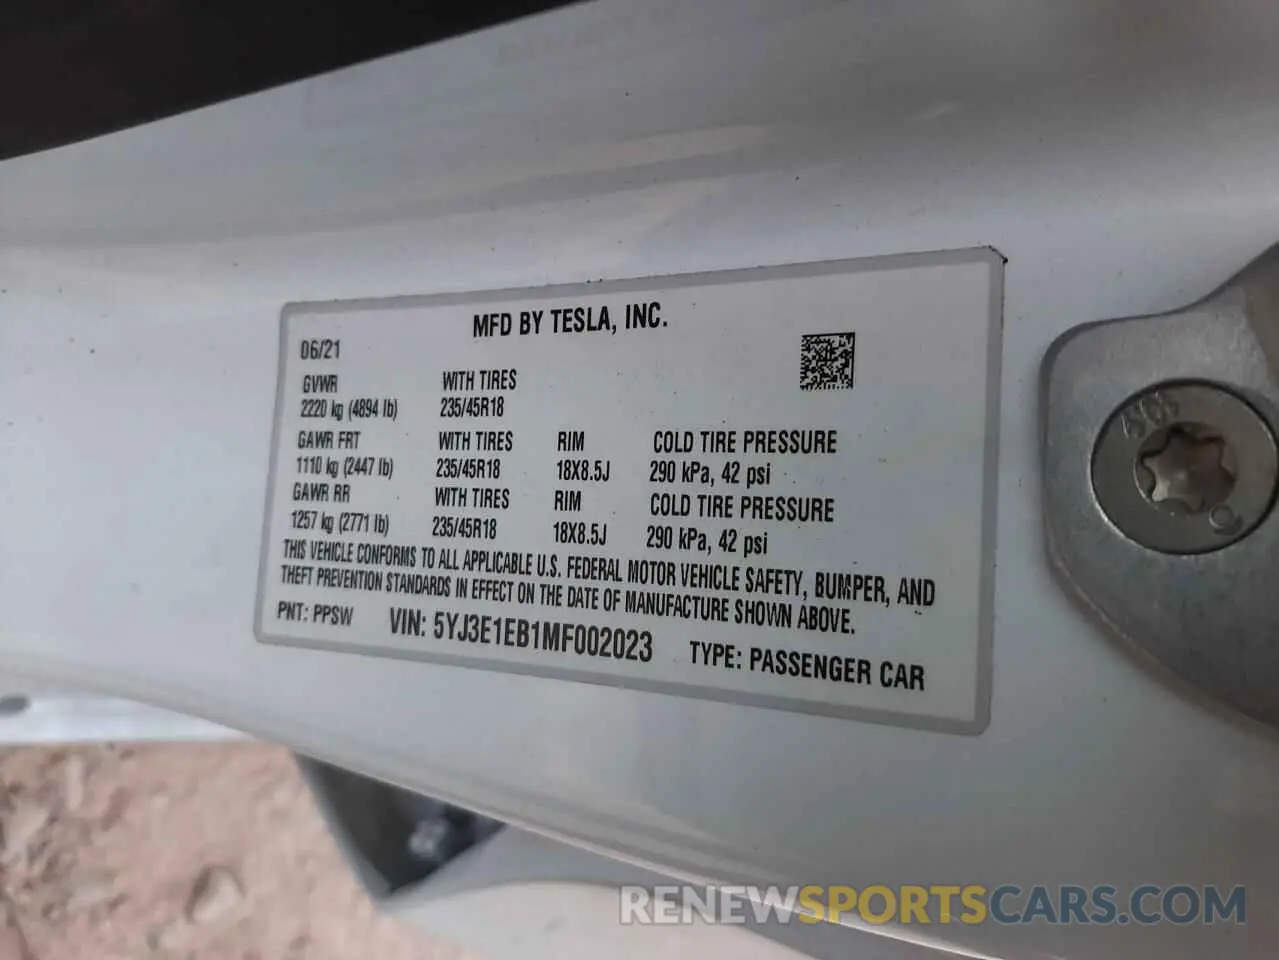 MFD BY TESLA, INC.
06/21
GVWR WITH TIRES
2220 kg (4894 lb) 235/45R18
GAWR FRT WITH TIRES RIM COLD TIRE PRESSURE
1110 kg (2447 lb) 235/45R18 18X8.5J 290 kPa, 42 psi
GAWR RR WITH TIRES RIM COLD TIRE PRESSURE
1257 kg (2771 lb) 235/45R18 18X8.5J 290 kPa, 42 psi
THIS VEHICLE CONFORMS TO ALL APPLICABLE U.S. FEDERAL MOTOR VEHICLE SAFETY, BUMPER, AND
THEFT PREVENTION STANDARDS IN EFFECT ON THE DATE OF MANUFACTURE SHOWN ABOVE.
PNT: PPSW VIN: 5YJ3E1EB1MF002023 TYPE: PASSENGER CAR
RENEWSPORTSCARS.COM